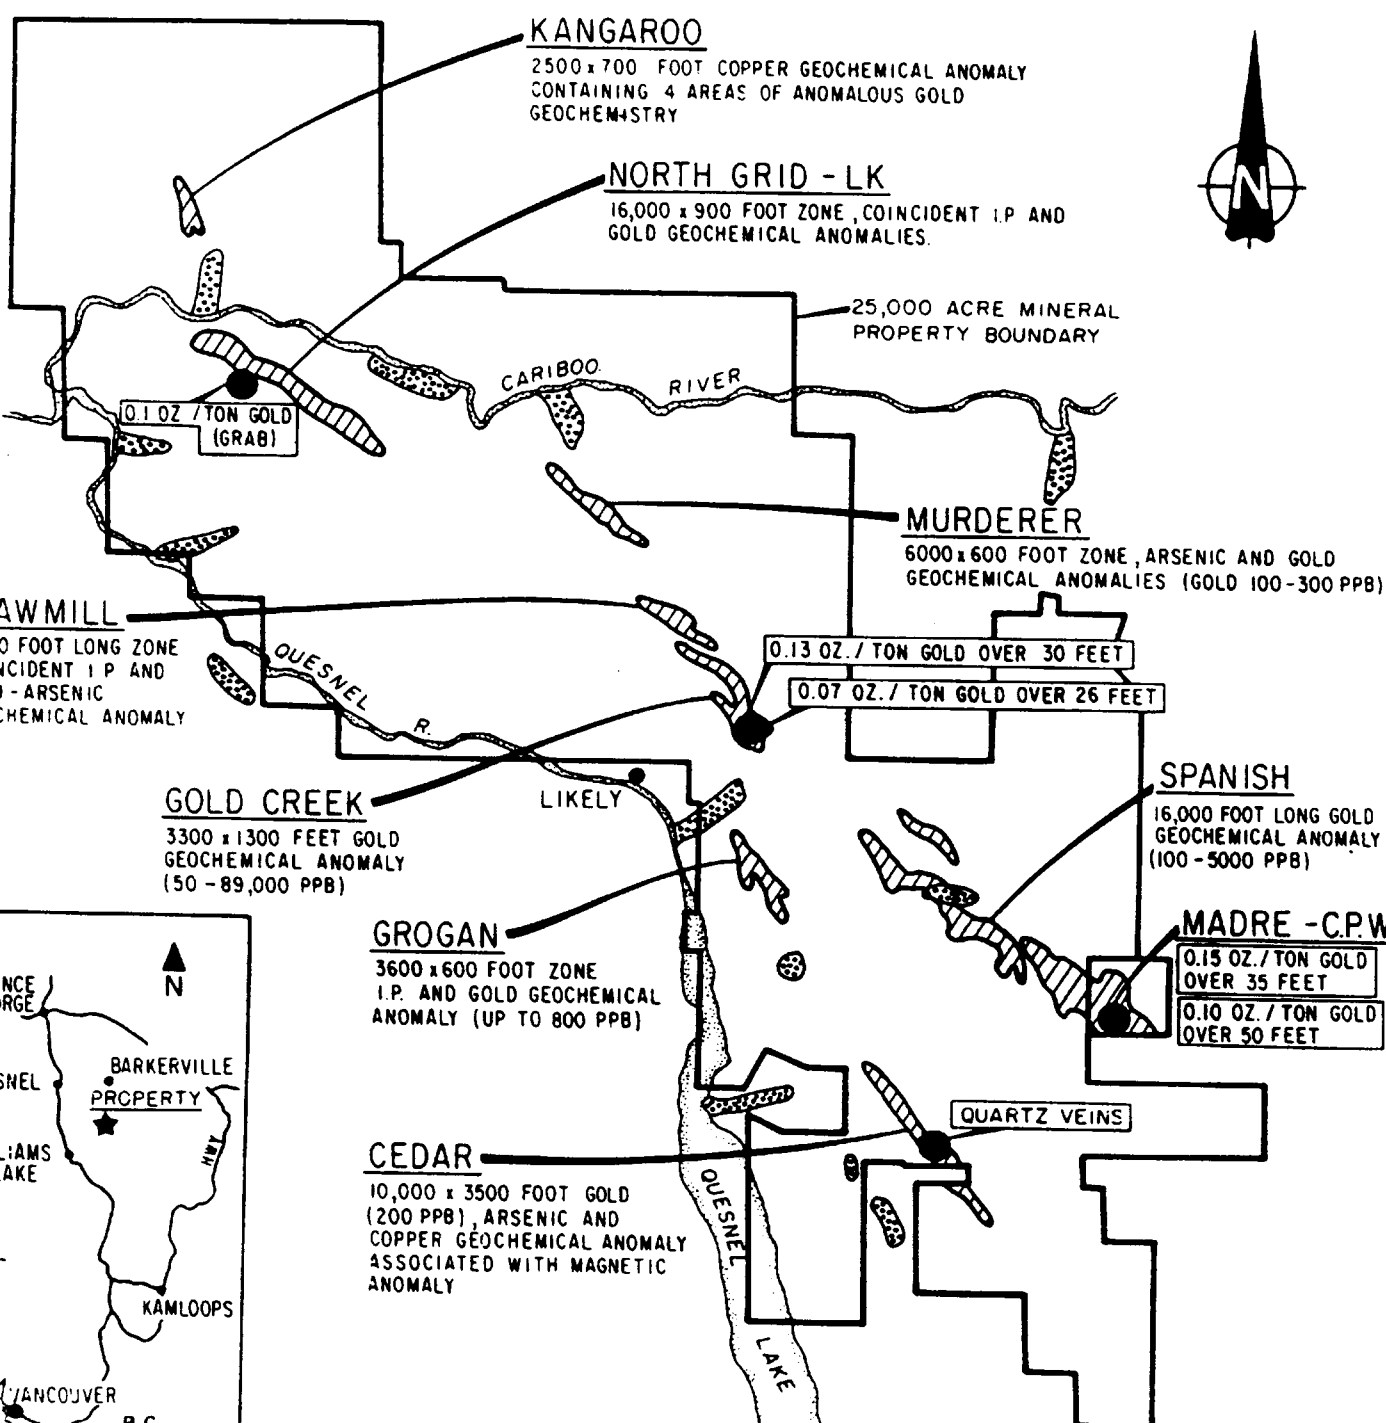 KANGAROO
2500 x 700 FOOT COPPER GEOCHEMICAL ANOMALY
CONTAINING 4 AREAS OF ANOMALOUS GOLD
GEOCHEMISTRY
N
NORTH GRID - LK
16,000 x 900 FOOT ZONE, COINCIDENT I.P AND
GOLD GEOCHEMICAL ANOMALIES.
25,000 ACRE MINERAL
PROPERTY BOUNDARY
CARIBOO RIVER
0.1 OZ / TON GOLD
(GRAB)
MURDERER
6000 x 600 FOOT ZONE, ARSENIC AND GOLD
GEOCHEMICAL ANOMALIES (GOLD 100-300 PPB)
AWMILL
0 FOOT LONG ZONE
NCIDENT I P AND
- ARSENIC
CHEMICAL ANOMALY
QUESNEL R.
0.13 OZ. / TON GOLD OVER 30 FEET
0.07 OZ. / TON GOLD OVER 26 FEET
GOLD CREEK
3300 x 1300 FEET GOLD
GEOCHEMICAL ANOMALY
(50 - 89,000 PPB)
LIKELY
SPANISH
16,000 FOOT LONG GOLD
GEOCHEMICAL ANOMALY
(100 - 5000 PPB)
GROGAN
3600 x 600 FOOT ZONE
I.P. AND GOLD GEOCHEMICAL
ANOMALY (UP TO 800 PPB)
MADRE - C.P.W
0.15 OZ. / TON GOLD
OVER 35 FEET
0.10 OZ. / TON GOLD
OVER 50 FEET
QUARTZ VEINS
CEDAR
10,000 x 3500 FOOT GOLD
(200 PPB), ARSENIC AND
COPPER GEOCHEMICAL ANOMALY
ASSOCIATED WITH MAGNETIC
ANOMALY
QUESNEL LAKE
N
NCE
ORGE
BARKERVILLE
SNEL
PROPERTY
LIAMS
AKE
HWY
KAMLOOPS
VANCOUVER
B.C.